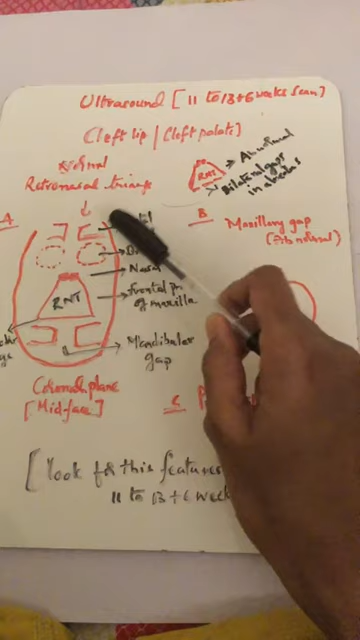 Ultrasound [11 to 13+6 weeks scan]
Cleft lip / Cleft palate]
Normal
Retronasal triangle
RNT
Abnormal
Bilateral gaps
in alveolus
A
B
Maxillary gap
(Abnormal)
Nasal
Frontal pr
of maxilla
RNT
Mandibular
gap
Coronal plane
[Mid-face]
C
[look for this features
11 to 13+6 week